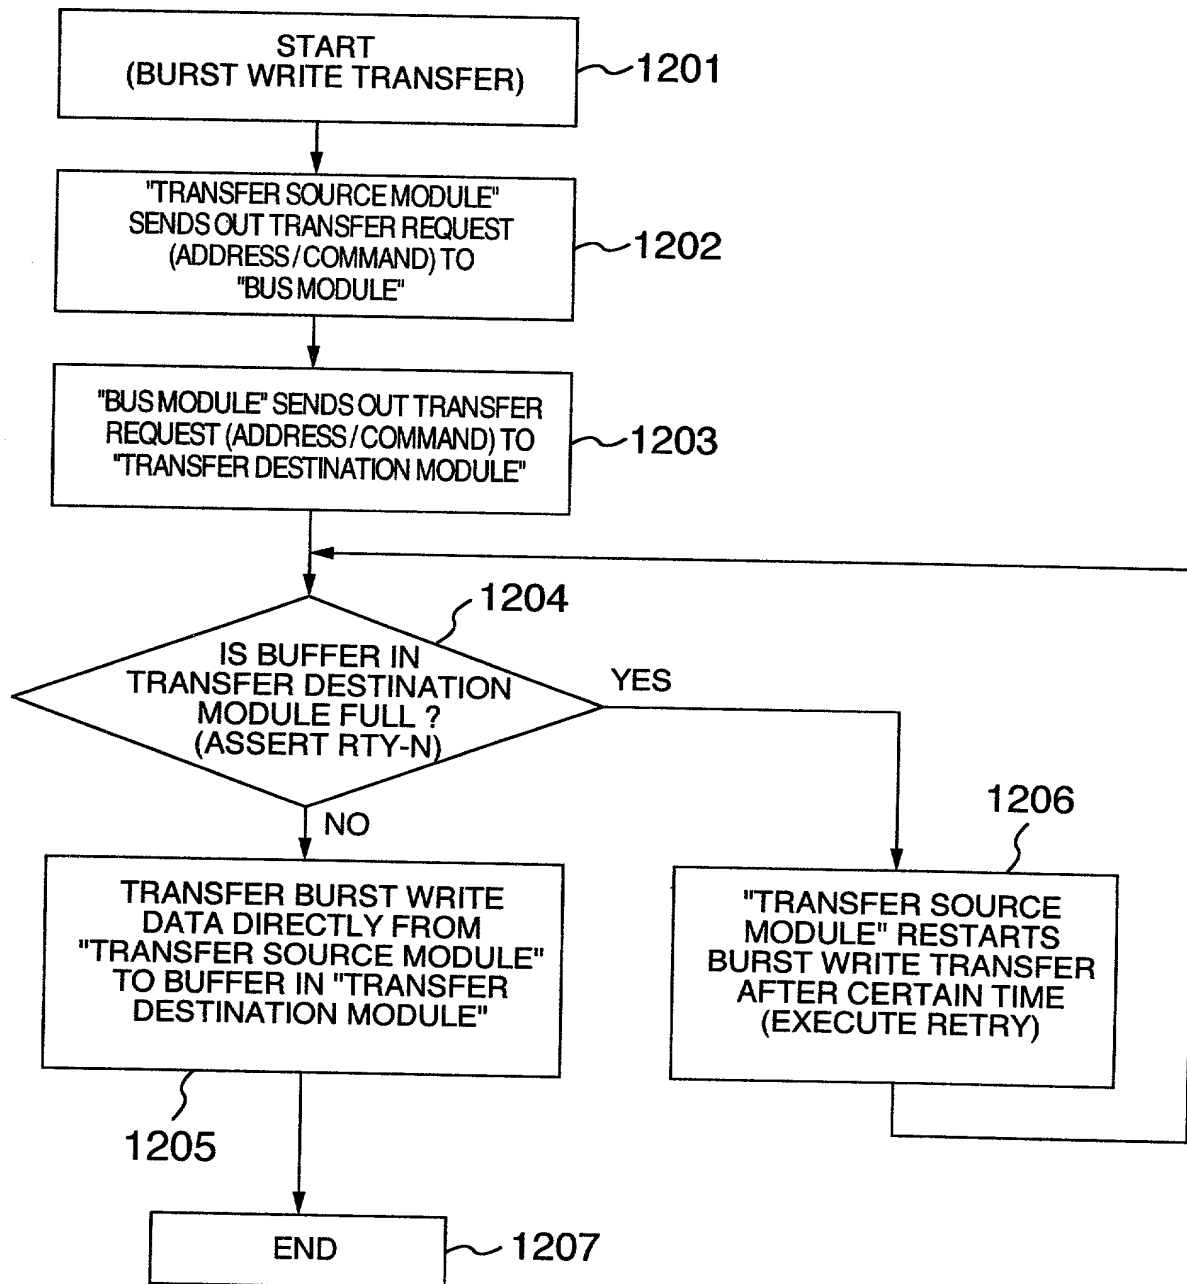 START
(BURST WRITE TRANSFER)
1201
"TRANSFER SOURCE MODULE"
SENDS OUT TRANSFER REQUEST
(ADDRESS/COMMAND) TO
"BUS MODULE"
1202
"BUS MODULE" SENDS OUT TRANSFER
REQUEST (ADDRESS/COMMAND) TO
"TRANSFER DESTINATION MODULE"
1203
1204
IS BUFFER IN
TRANSFER DESTINATION
MODULE FULL ?
(ASSERT RTY-N)
YES
NO
1206
TRANSFER BURST WRITE
DATA DIRECTLY FROM
"TRANSFER SOURCE MODULE"
TO BUFFER IN "TRANSFER
DESTINATION MODULE"
1205
"TRANSFER SOURCE
MODULE" RESTARTS
BURST WRITE TRANSFER
AFTER CERTAIN TIME
(EXECUTE RETRY)
END
1207